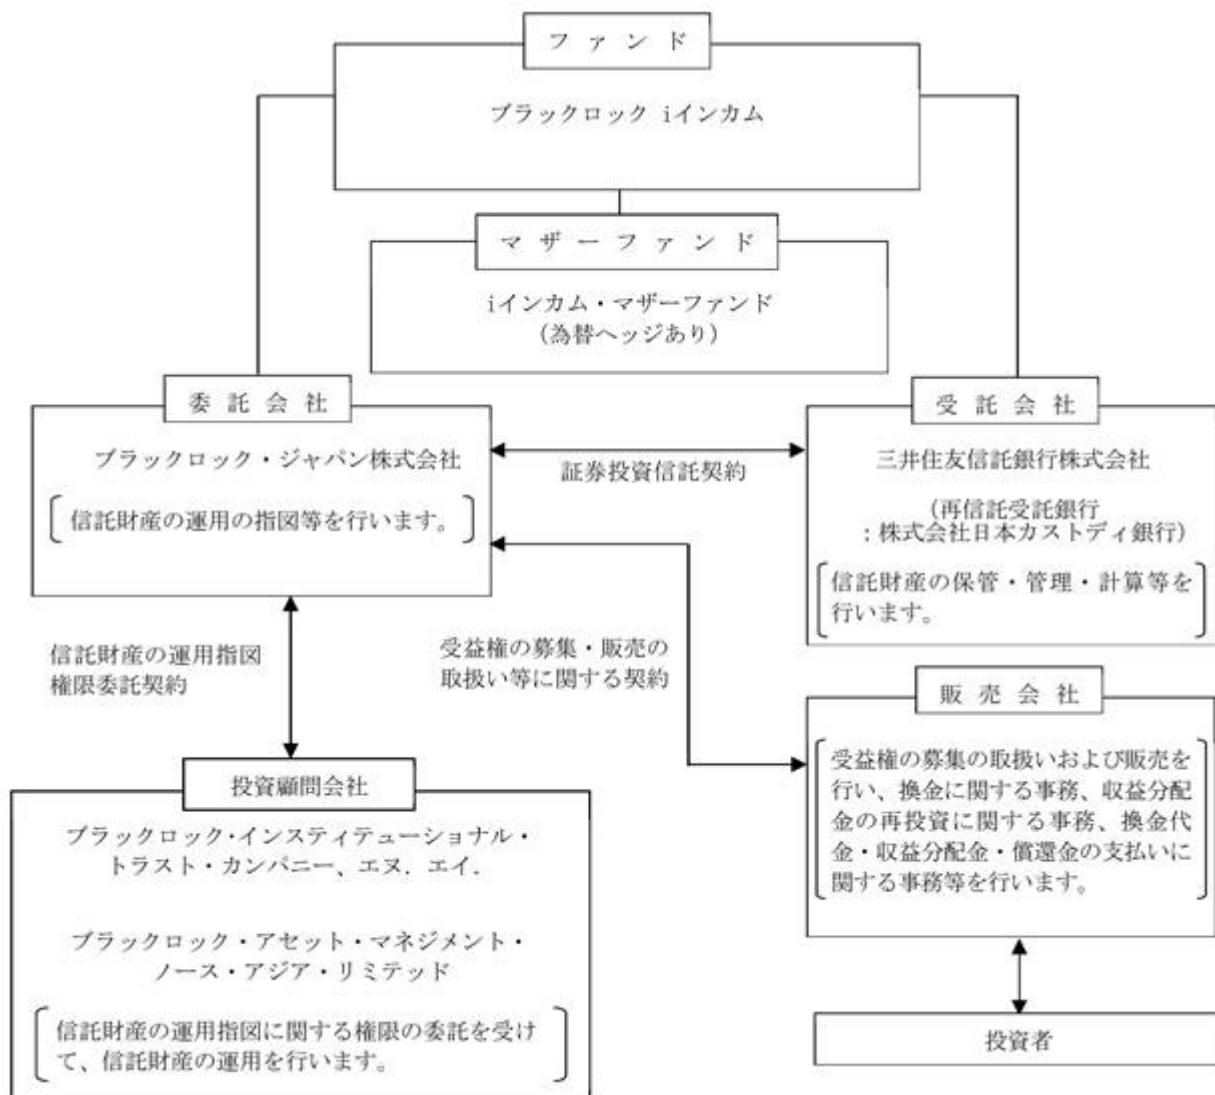 ファンド
ブラックロック iインカム
マザーファンド
iインカム・マザーファンド
（為替ヘッジあり）
委託会社
ブラックロック・ジャパン株式会社
信託財産の運用の指図等を行います。
証券投資信託契約
受託会社
三井住友信託銀行株式会社
（再信託受託銀行
：株式会社日本カストディ銀行）
信託財産の保管・管理・計算等を
行います。
信託財産の運用指図
権限委託契約
受益権の募集・販売の
取扱い等に関する契約
販売会社
受益権の募集の取扱いおよび販売を
行い、換金に関する事務、収益分配
金の再投資に関する事務、換金代
金・収益分配金・償還金の支払いに
関する事務等を行います。
投資顧問会社
ブラックロック・インスティテューショナル・
トラスト・カンパニー、エヌ．エイ．
ブラックロック・アセット・マネジメント・
ノース・アジア・リミテッド
信託財産の運用指図に関する権限の委託を受け
て、信託財産の運用を行います。
投資者